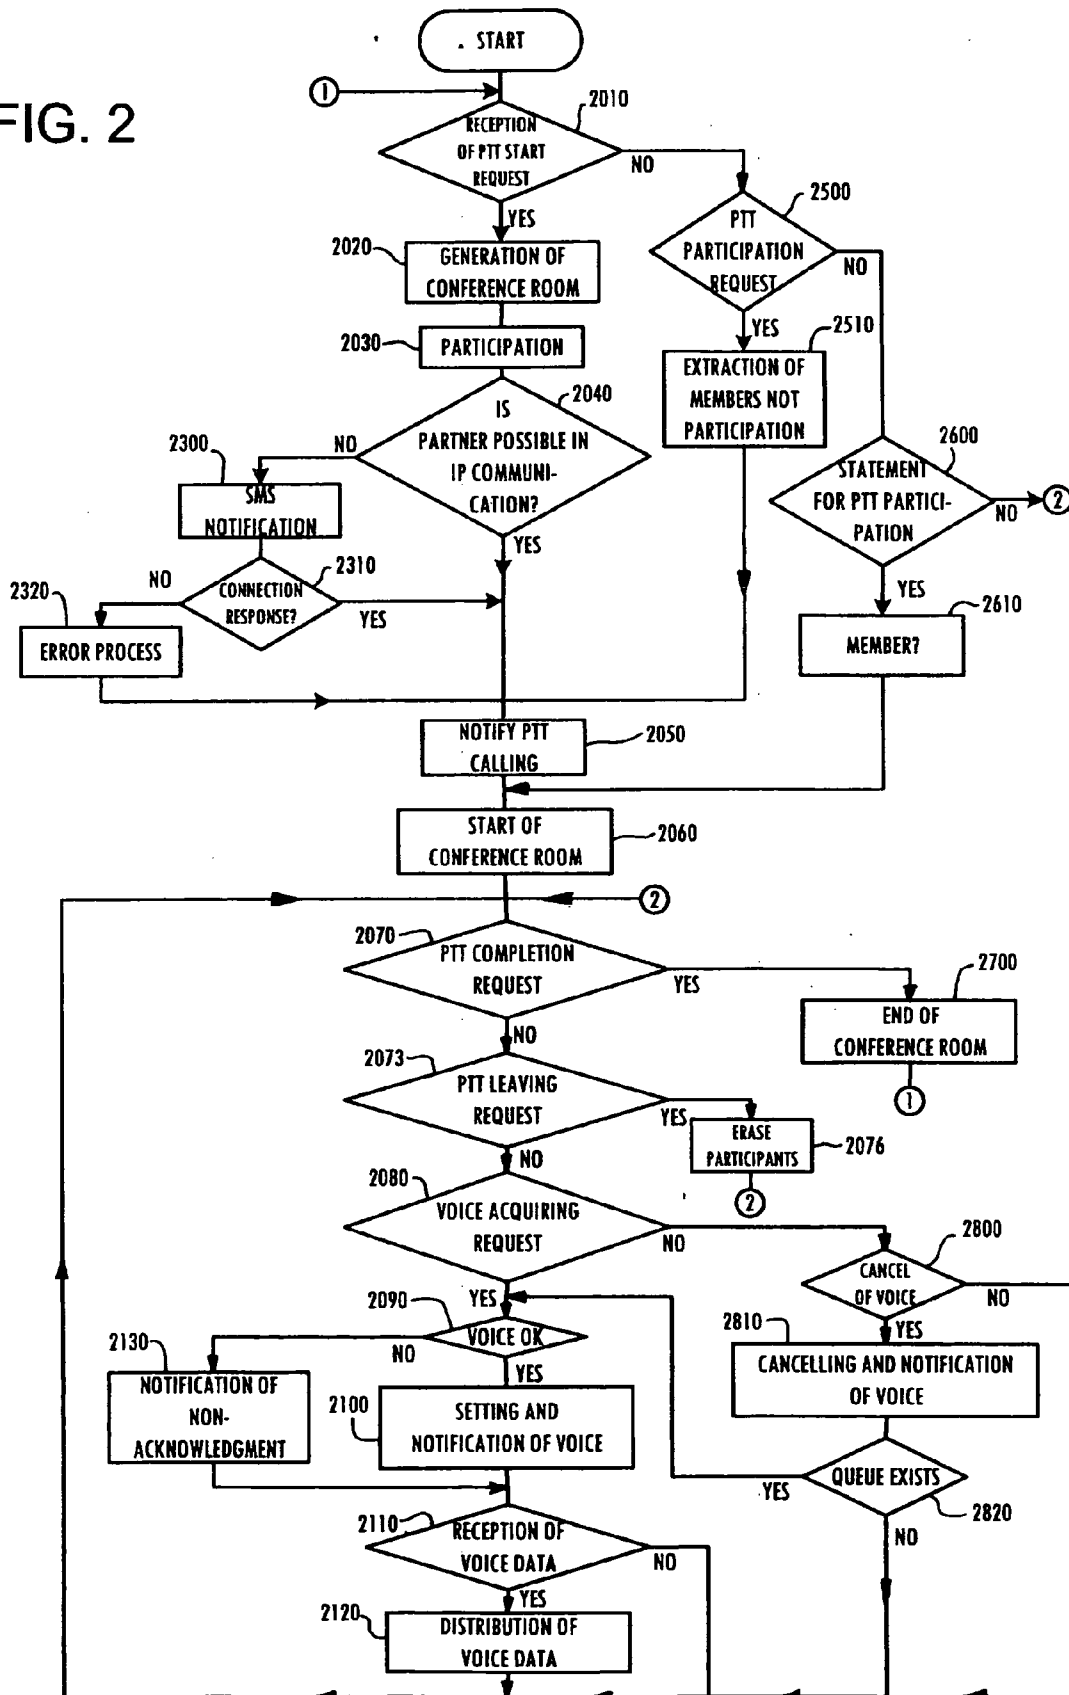 FIG. 2
START
1
2010
RECEPTION
OF PTT START
REQUEST
NO
YES
2500
PTT
PARTICIPATION
REQUEST
NO
YES
2020
GENERATION OF
CONFERENCE ROOM
2030
PARTICIPATION
2510
EXTRACTION OF
MEMBERS NOT
PARTICIPATION
2040
IS
PARTNER POSSIBLE IN
IP COMMUNI-
CATION?
NO
YES
2300
SMS
NOTIFICATION
2600
STATEMENT
FOR PTT PARTICI-
PATION
NO
2
YES
2310
CONNECTION
RESPONSE?
NO
YES
2320
ERROR PROCESS
2610
MEMBER?
NOTIFY PTT
CALLING
2050
START OF
CONFERENCE ROOM
2060
2
2070
PTT COMPLETION
REQUEST
YES
NO
2700
END OF
CONFERENCE ROOM
1
2073
PTT LEAVING
REQUEST
YES
NO
ERASE
PARTICIPANTS
2076
2
2080
VOICE ACQUIRING
REQUEST
NO
YES
2800
CANCEL
OF VOICE
NO
YES
2090
VOICE OK
NO
YES
2810
CANCELLING AND NOTIFICATION
OF VOICE
2130
NOTIFICATION OF
NON-
ACKNOWLEDGMENT
2100
SETTING AND
NOTIFICATION OF VOICE
QUEUE EXISTS
YES
2820
NO
2110
RECEPTION OF
VOICE DATA
NO
YES
2120
DISTRIBUTION OF
VOICE DATA